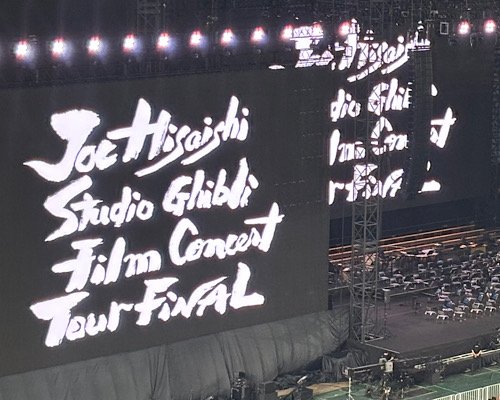 Joe Hisaishi
Studio Ghibli
Film Concert
Tour FINAL